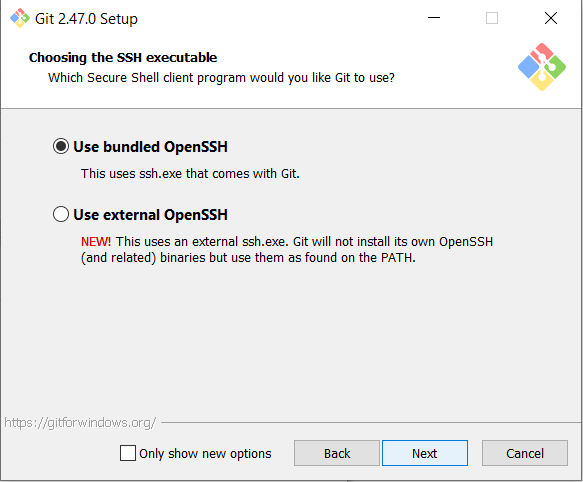 Git 2.47.0 Setup
Choosing the SSH executable
Which Secure Shell client program would you like Git to use?
Use bundled OpenSSH
This uses ssh.exe that comes with Git.
Use external OpenSSH
NEW! This uses an external ssh.exe. Git will not install its own OpenSSH
(and related) binaries but use them as found on the PATH.
https://gitforwindows.org/
Only show new options
Back
Next
Cancel